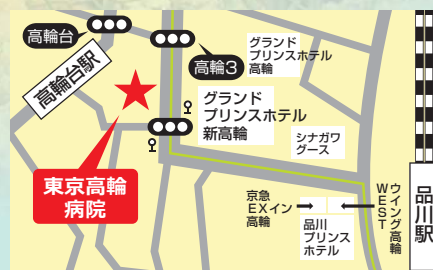 高輪台
高輪台駅
高輪3
グランド
プリンスホテル
高輪
グランド
プリンスホテル
新高輪
シナガワ
グース
東京高輪
病院
京急
EXイン
高輪
品川
プリンス
ホテル
ウイング高輪
WEST
品川駅